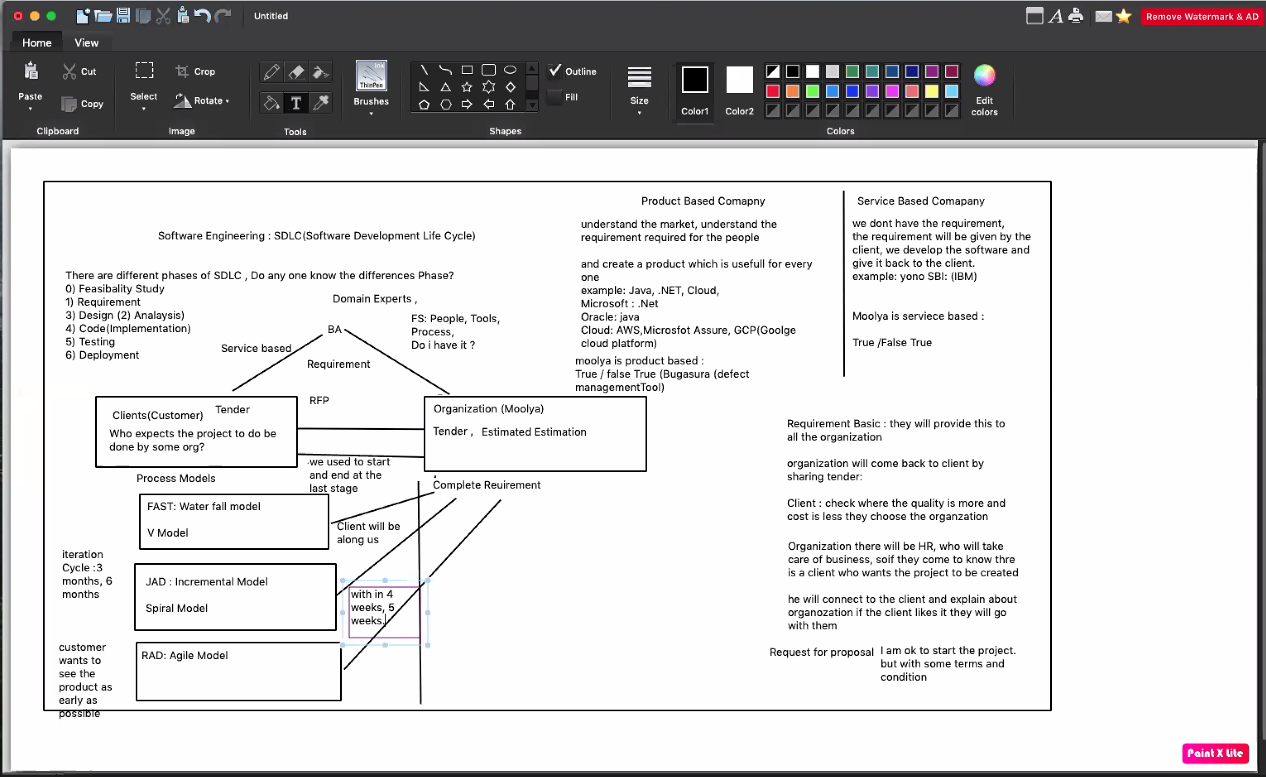 Untitled
Remove Watermark & AD
Home
View
Paste
Cut
Copy
Clipboard
Select
Crop
Rotate
Image
Tools
Ink
ThinPen
Brushes
Outline
Fill
Shapes
Size
Color1
Color2
Edit
colors
Colors
Software Engineering : SDLC(Software Development Life Cycle)
There are different phases of SDLC , Do any one know the differences Phase?
0) Feasibality Study
1) Requirement
3) Design (2) Analaysis)
4) Code(Implementation)
5) Testing
6) Deployment
Domain Experts ,
BA
FS: People, Tools,
Process,
Do i have it ?
Service based
Requirement
RFP
Clients(Customer)
Tender
Who expects the project to do be
done by some org?
Organization (Moolya)
Tender , Estimated Estimation
Process Models
we used to start
and end at the
last stage
Complete Reuirement
FAST: Water fall model
V Model
Client will be
along us
iteration
Cycle :3
months, 6
months
JAD : Incremental Model
Spiral Model
with in 4
weeks, 5
weeks.
customer
wants to
see the
product as
early as
possible
RAD: Agile Model
Product Based Comapny
understand the market, understand the
requirement required for the people
and create a product which is usefull for every
one
example: Java, .NET, Cloud,
Microsoft : .Net
Oracle: java
Cloud: AWS,Microsfot Assure, GCP(Goolge
cloud platform)
moolya is product based :
True / false True (Bugasura (defect
managementTool)
Service Based Comapany
we dont have the requirement,
the requirement will be given by the
client, we develop the software and
give it back to the client.
example: yono SBI: (IBM)
Moolya is serviece based :
True /False True
Requirement Basic : they will provide this to
all the organization
organization will come back to client by
sharing tender:
Client : check where the quality is more and
cost is less they choose the organzation
Organization there will be HR, who will take
care of business, soif they come to know thre
is a client who wants the project to be created
he will connect to the client and explain about
organozation if the client likes it they will go
with them
Request for proposal
I am ok to start the project.
but with some terms and
condition
Paint X Lite